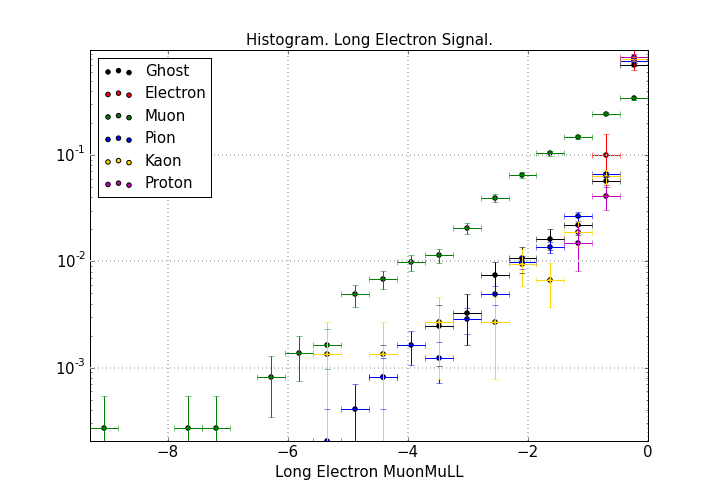 Histogram. Long Electron Signal.
Ghost
Electron
Muon
Pion
Kaon
Proton
10⁻¹
10⁻²
10⁻³
−8 −6 −4 −2 0
Long Electron MuonMuLL